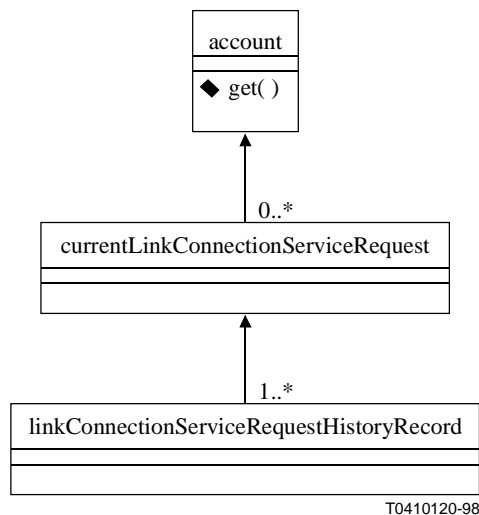 account
get( )
0..*
currentLinkConnectionServiceRequest
1..*
linkConnectionServiceRequestHistoryRecord
T0410120-98